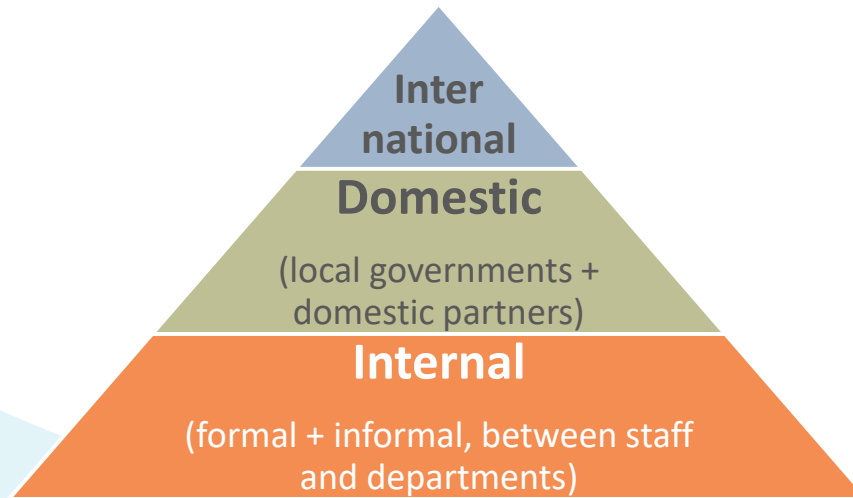 Inter
national
Domestic
(local governments +
domestic partners)
Internal
(formal + informal, between staff
and departments)